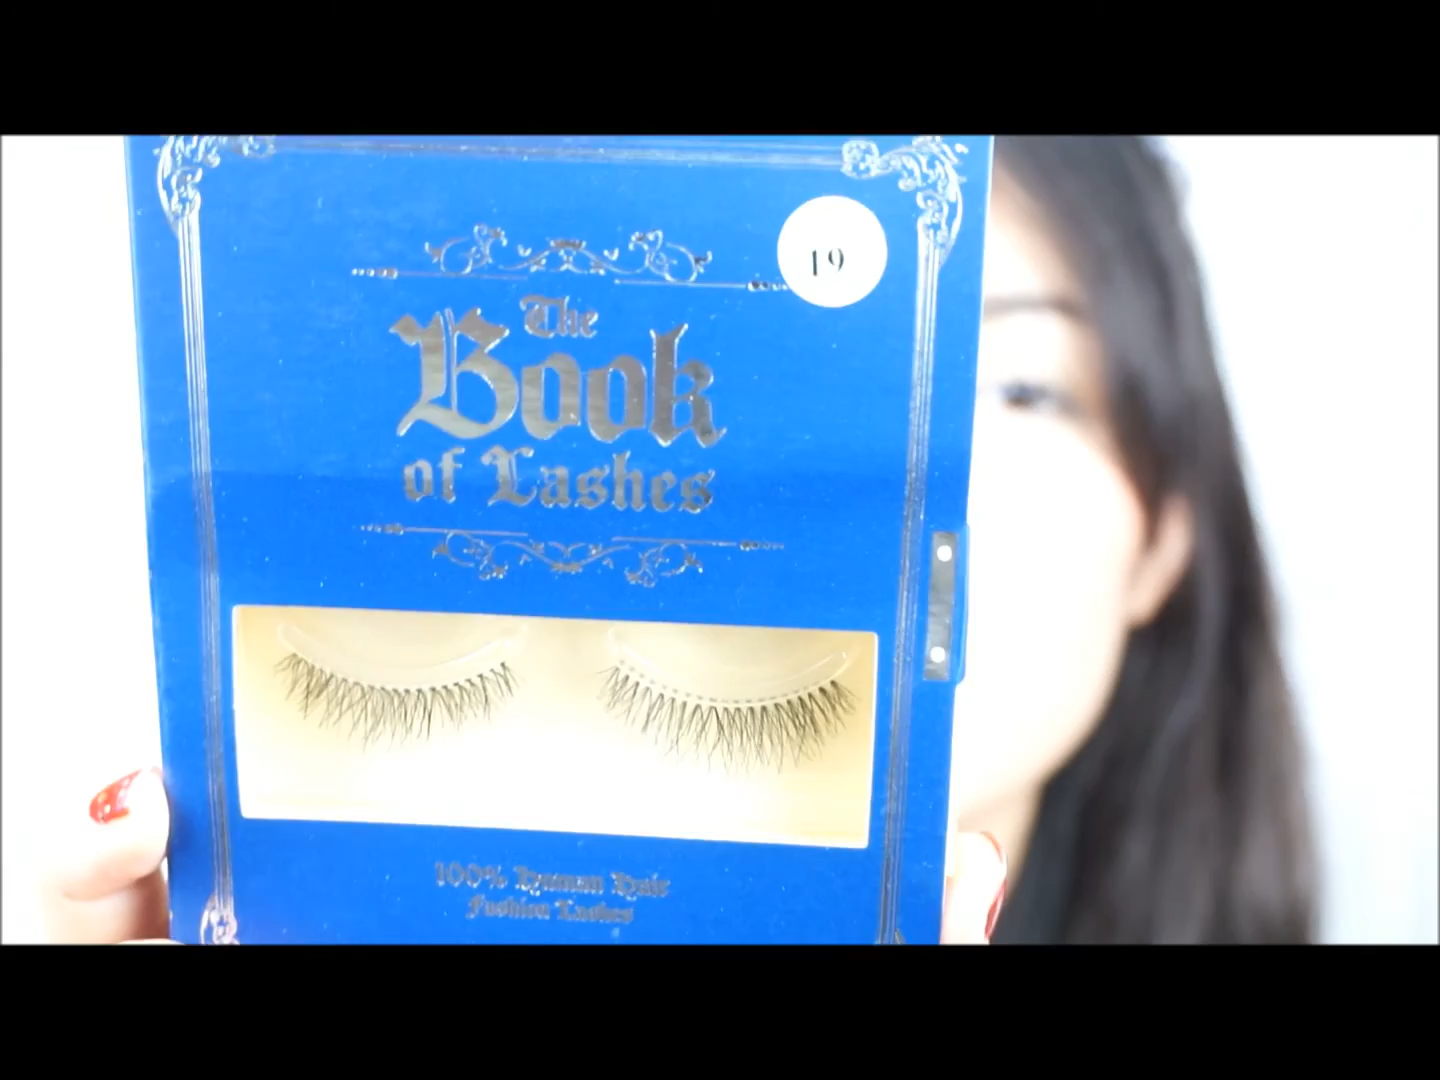 19
The
Book
of Lashes
100% Human Hair
Fashion Lashes